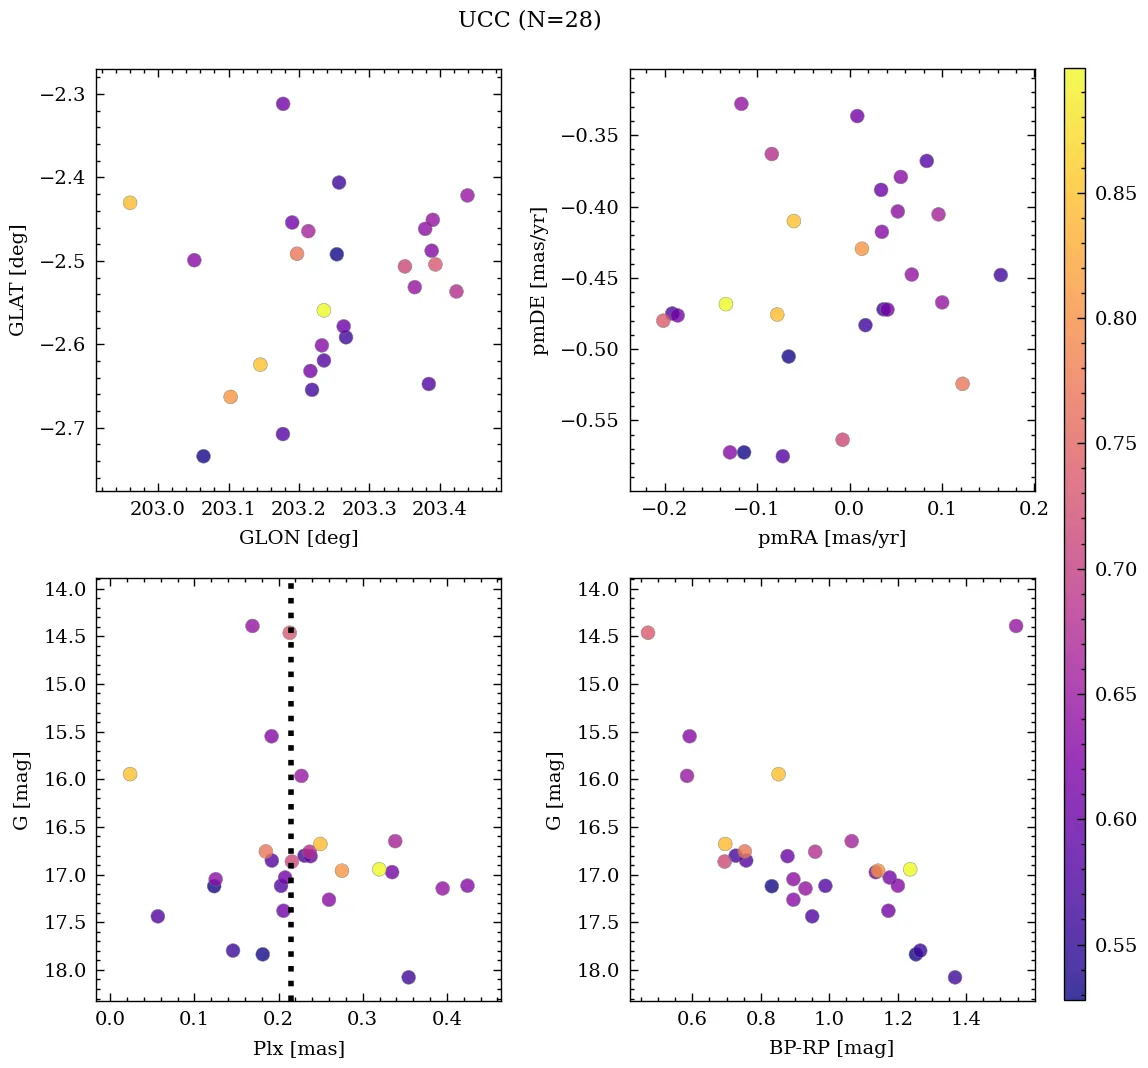 UCC (N=28)
−2.3
−2.4
−2.5
−2.6
−2.7
GLAT [deg]
203.0 203.1 203.2 203.3 203.4
GLON [deg]
−0.35
−0.40
−0.45
−0.50
−0.55
pmDE [mas/yr]
−0.2 −0.1 0.0 0.1 0.2
pmRA [mas/yr]
14.0
14.5
15.0
15.5
16.0
16.5
17.0
17.5
18.0
G [mag]
0.0 0.1 0.2 0.3 0.4
Plx [mas]
14.0
14.5
15.0
15.5
16.0
16.5
17.0
17.5
18.0
G [mag]
0.6 0.8 1.0 1.2 1.4
BP-RP [mag]
0.85
0.80
0.75
0.70
0.65
0.60
0.55